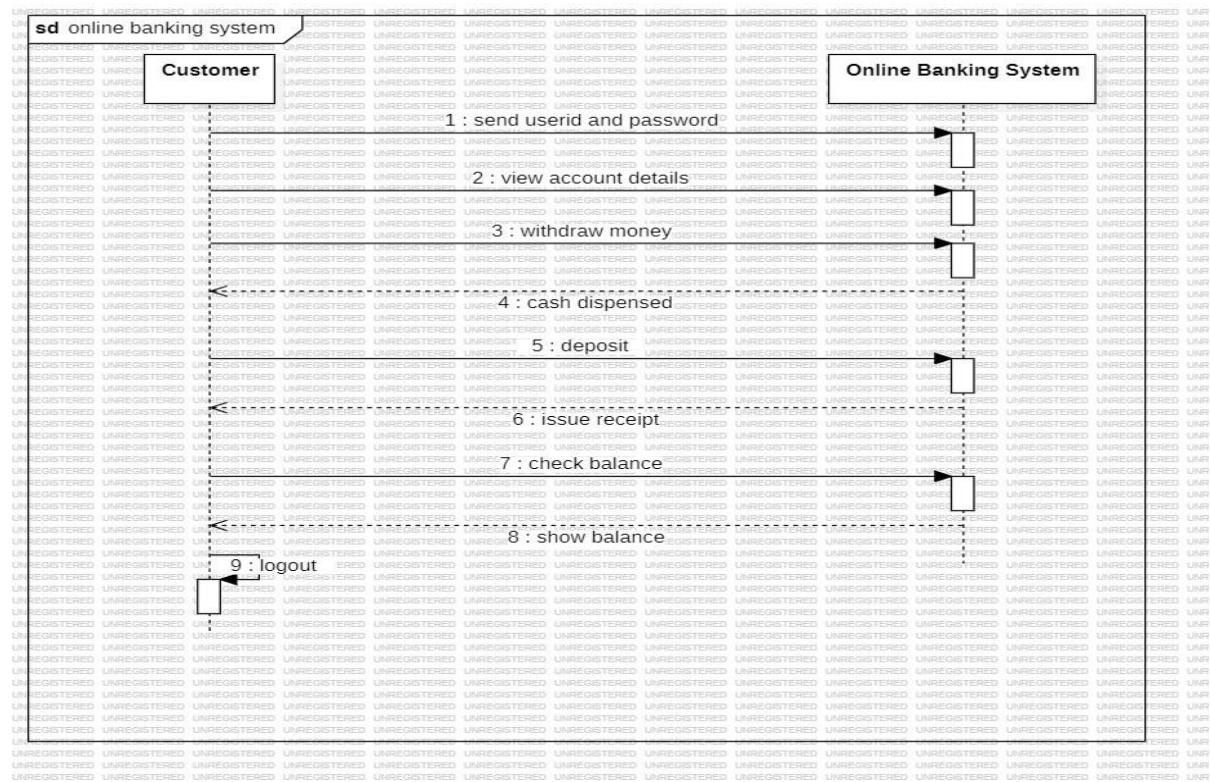 sd online banking system
Customer
Online Banking System
1 : send userid and password
2 : view account details
3 : withdraw money
4 : cash dispensed
5 : deposit
6 : issue receipt
7 : check balance
8 : show balance
9 : logout
UNREGISTERED